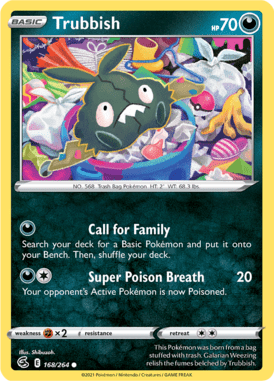 BASIC
Trubbish HP 70
NO. 568 Trash Bag Pokémon HT: 2' WT: 68.3 lbs.
Call for Family
Search your deck for a Basic Pokémon and put it onto
your Bench. Then, shuffle your deck.
Super Poison Breath 20
Your opponent's Active Pokémon is now Poisoned.
weakness ×2 resistance retreat
Illus. Shibuzoh.
168/264
This Pokémon was born from a bag
stuffed with trash. Galarian Weezing
relish the fumes belched by Trubbish.
©2021 Pokémon / Nintendo / Creatures / GAME FREAK